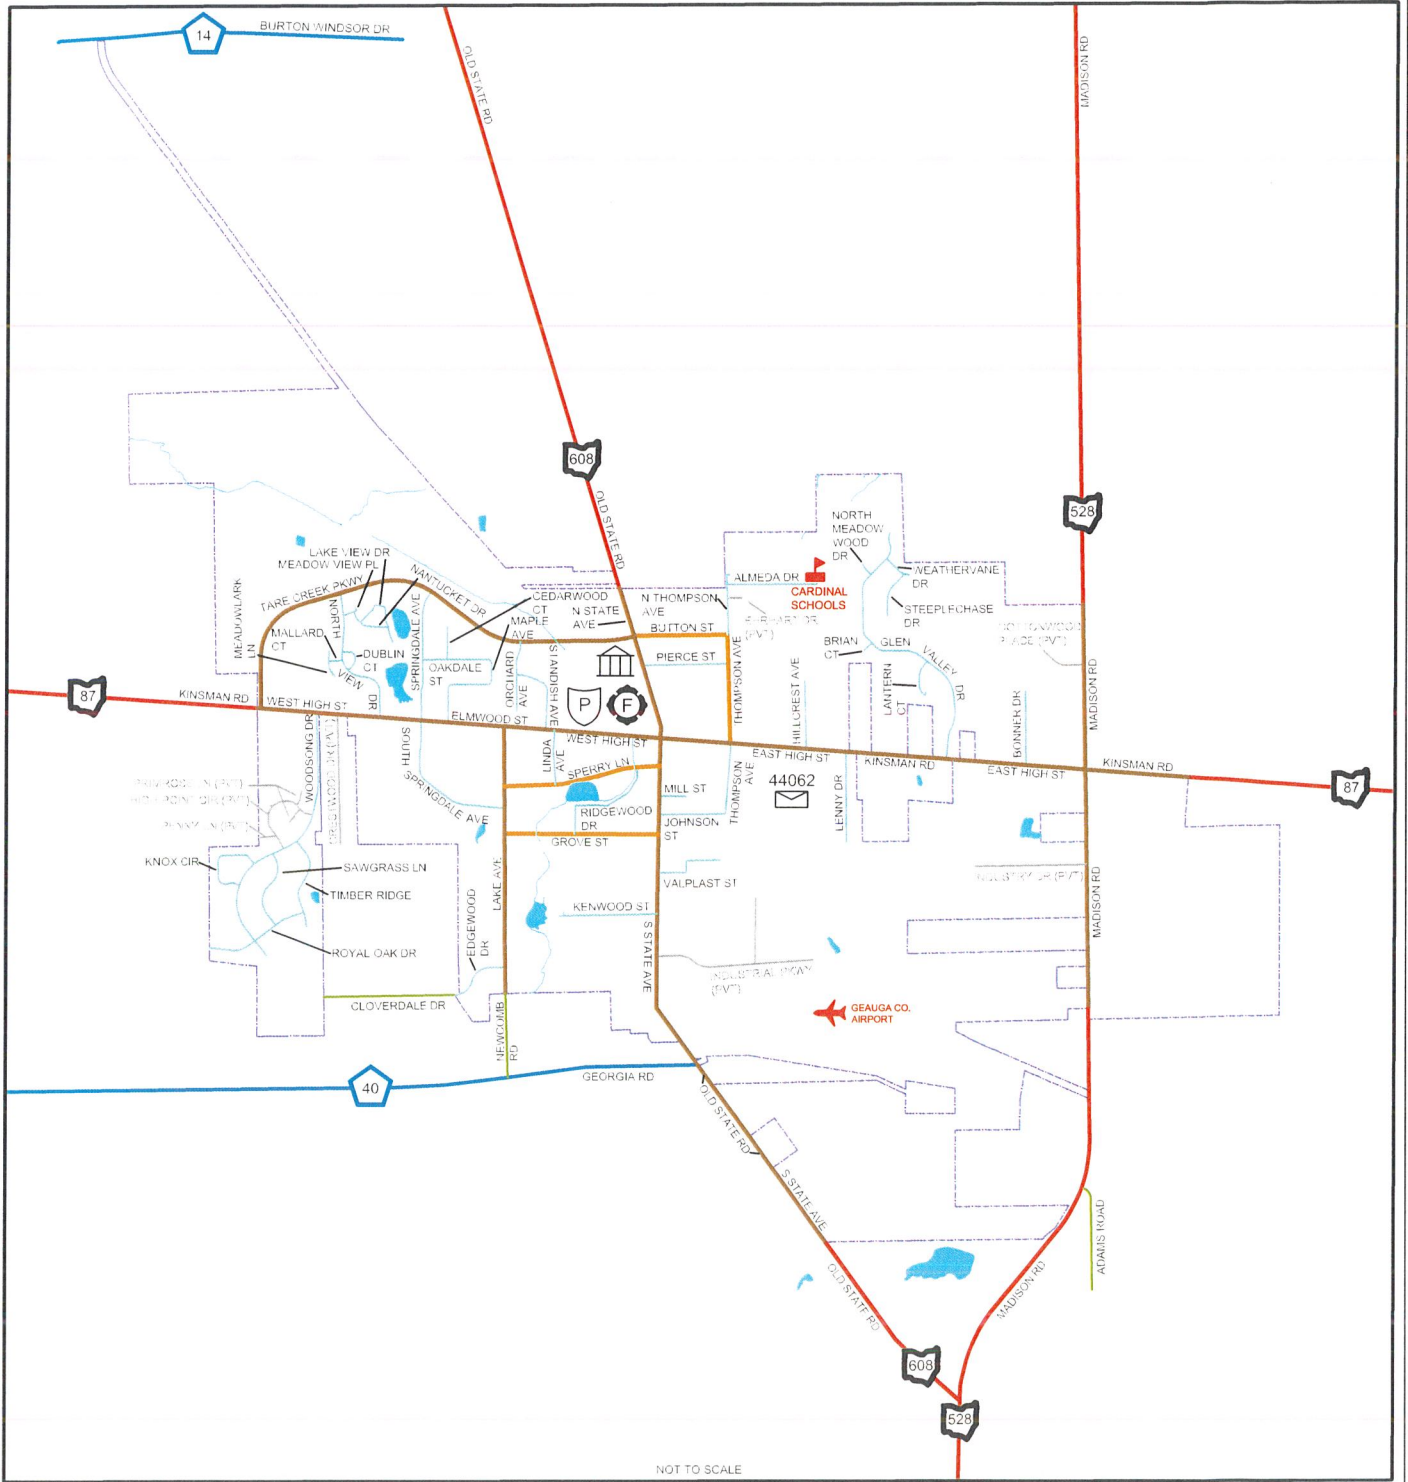 14
BURTON WINDSOR DR
OLD STATE RD
MADISON RD
608
OLD STATE RD
528
NORTH
MEADOW
WOOD
DR
LAKE VIEW DR
MEADOW VIEW PL
NANTUCKET DR
TARE CREEK PKWY
CEDARWOOD
CT
N STATE
AVE
N THOMPSON
AVE
ALMEDA DR
CARDINAL
SCHOOLS
WEATHERVANE
DR
STEEPLECHASE
DR
MEADOWLARK
LN
MALLARD
CT
NORTH
VIEW
DR
DUBLIN
CT
SPRINGDALE AVE
OAKDALE
ST
MAPLE
AVE
ORCHARD
AVE
STANDISH AVE
BUTTON ST
PIERCE ST
THOMPSON AVE
HILLCREST AVE
BRIAN
CT
GLEN
VALLEY
DR
LANTERN
CT
BONNER DR
MADISON RD
87
KINSMAN RD
WEST HIGH ST
ELMWOOD ST
P
F
WEST HIGH ST
EAST HIGH ST
KINSMAN RD
EAST HIGH ST
KINSMAN RD
87
WOODSONG DR
SOUTH
SPRINGDALE AVE
LINDA
AVE
SPERRY LN
MILL ST
THOMPSON
AVE
44062
LENNY DR
RIDGEWOOD
DR
JOHNSON
ST
GROVE ST
KNOX CIR
SAWGRASS LN
TIMBER RIDGE
ROYAL OAK DR
LAKE AVE
EDGEWOOD
DR
VALPLAST ST
KENWOOD ST
S STATE AVE
INDUSTRIAL PKWY
(PVT)
INDUSTRY DR (PVT)
MADISON RD
CLOVERDALE DR
NEWCOMB
RD
GEAUGA CO.
AIRPORT
40
GEORGIA RD
OLD STATE RD
S STATE AVE
OLD STATE RD
MADISON RD
ADAMS ROAD
608
528
NOT TO SCALE